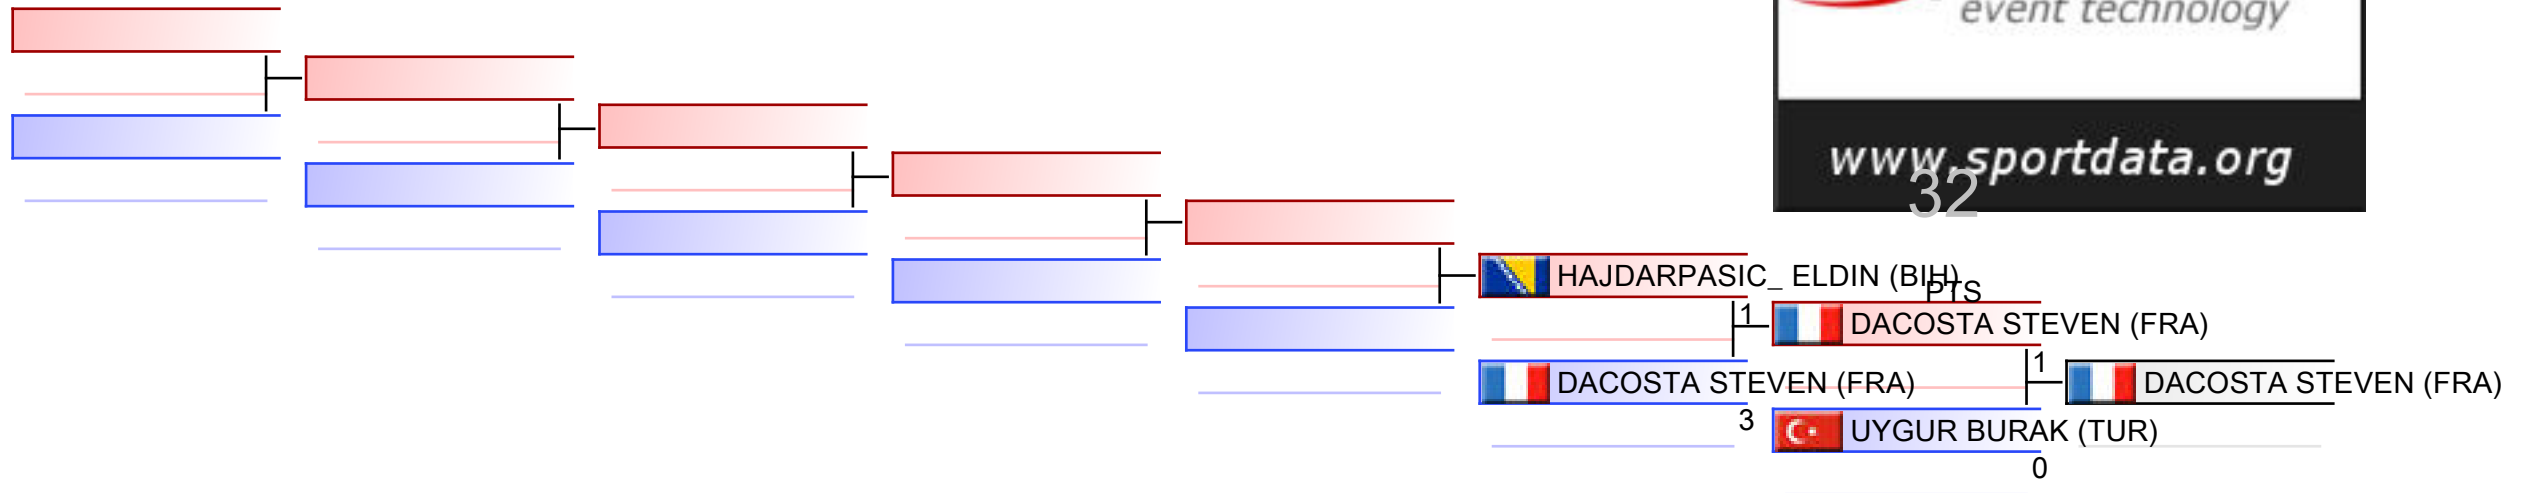 event technology
www.sportdata.org
32
HAJDARPASIC_ ELDIN (BIH)
PTS
1
DACOSTA STEVEN (FRA)
1
DACOSTA STEVEN (FRA)
DACOSTA STEVEN (FRA)
3
UYGUR BURAK (TUR)
0